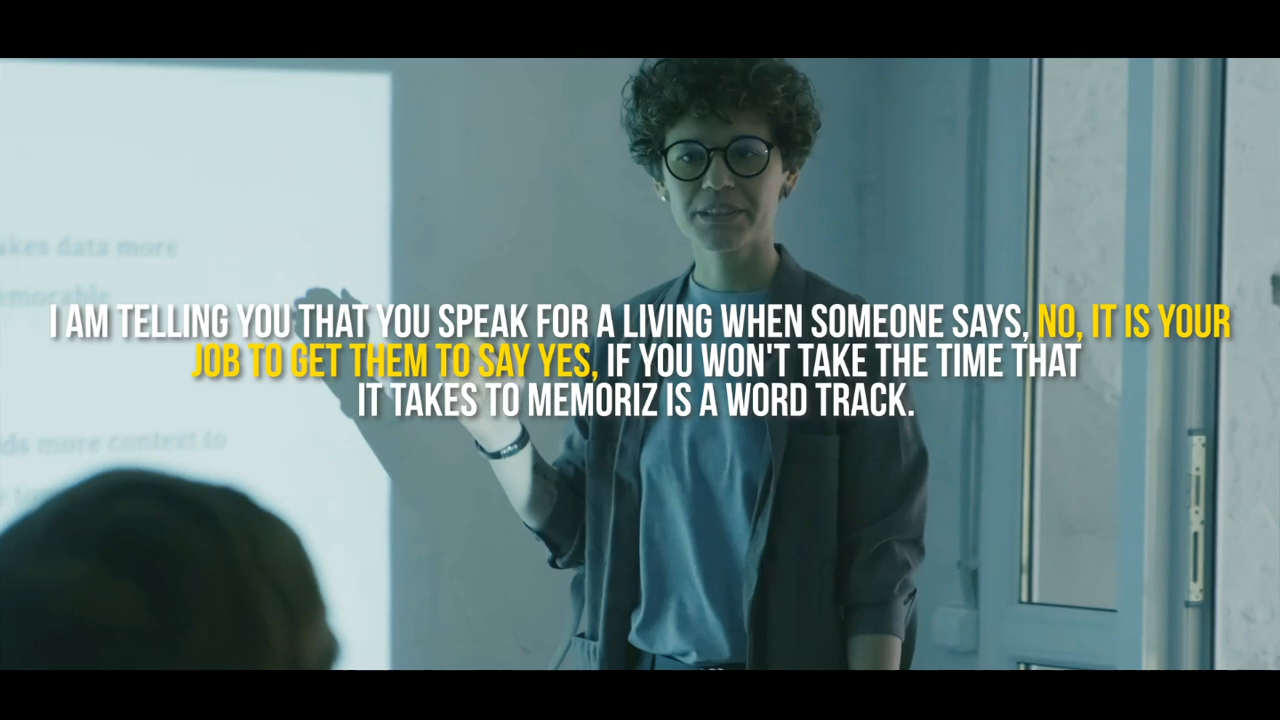 akes data more
emorable
I AM TELLING YOU THAT YOU SPEAK FOR A LIVING WHEN SOMEONE SAYS, NO, IT IS YOUR
JOB TO GET THEM TO SAY YES, IF YOU WON'T TAKE THE TIME THAT
IT TAKES TO MEMORIZ IS A WORD TRACK.
ds more context to